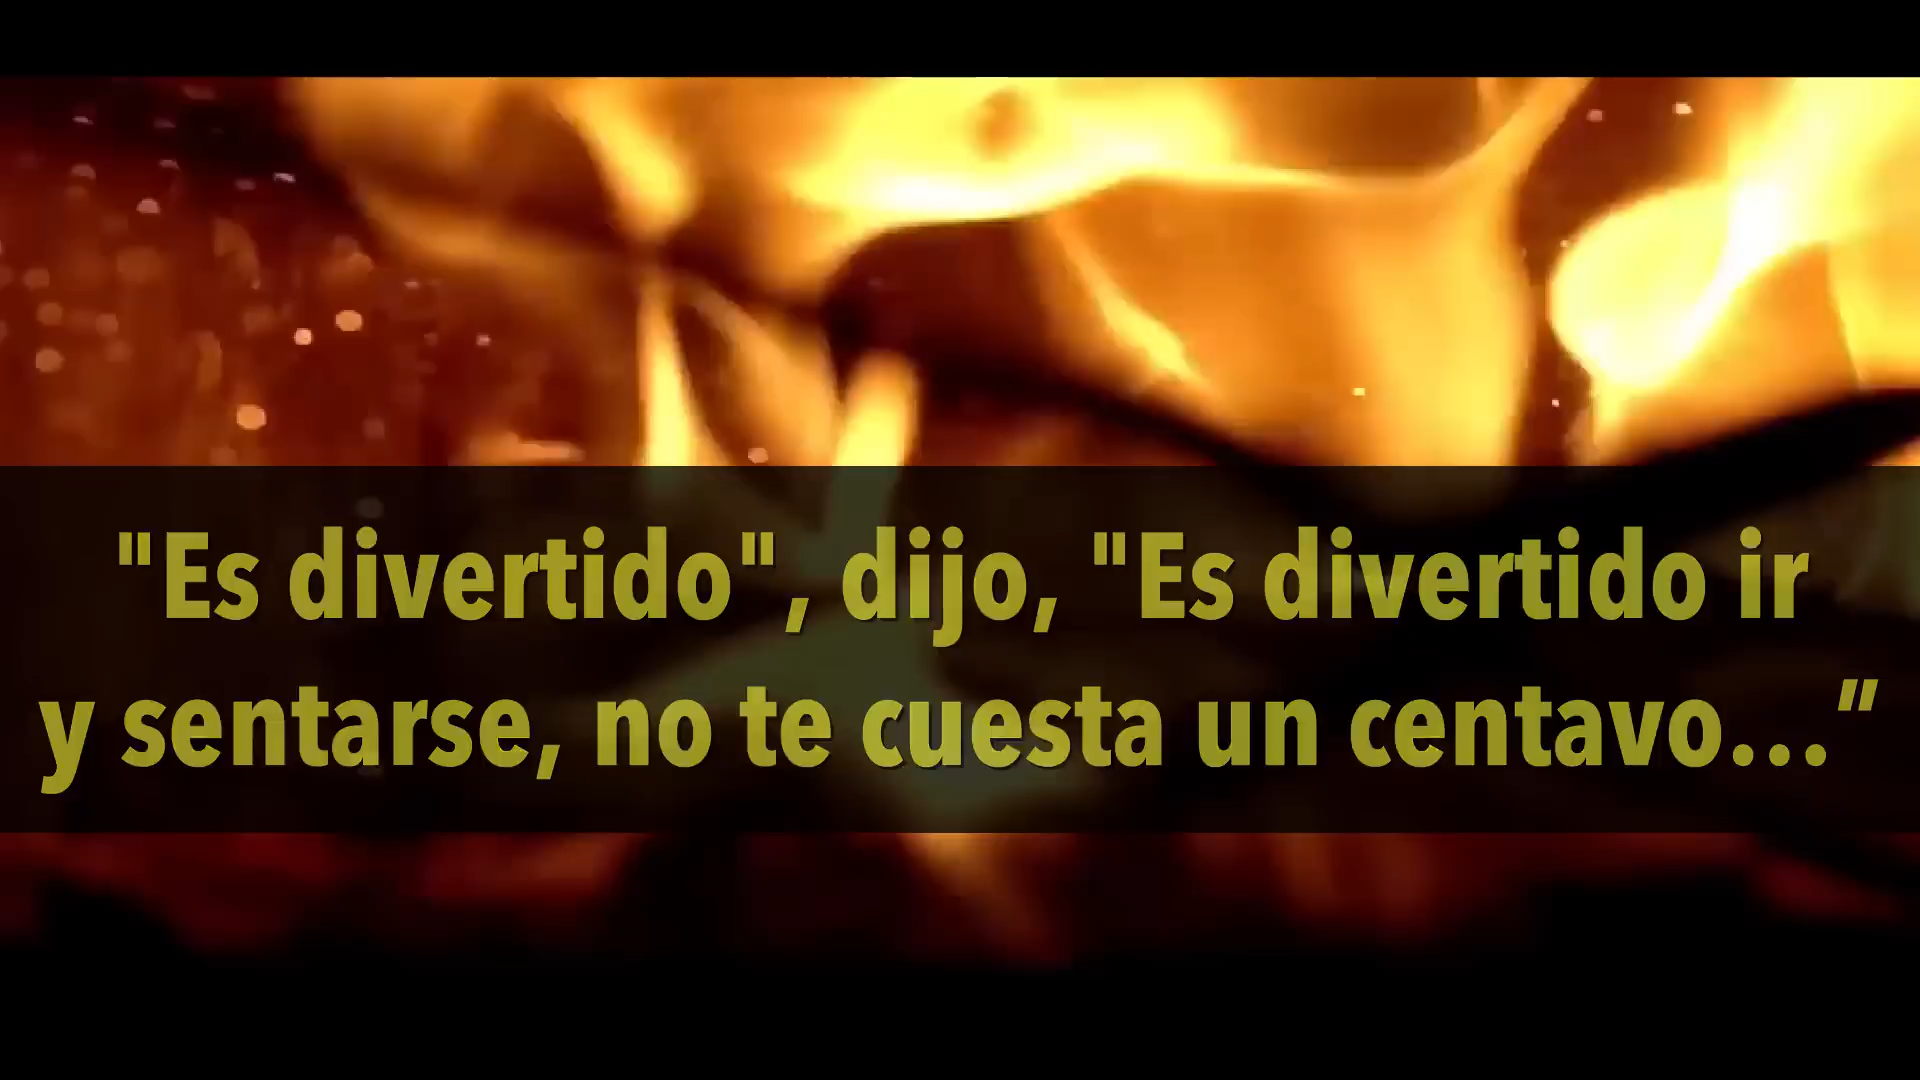 "Es divertido", dijo, "Es divertido ir
y sentarse, no te cuesta un centavo..."